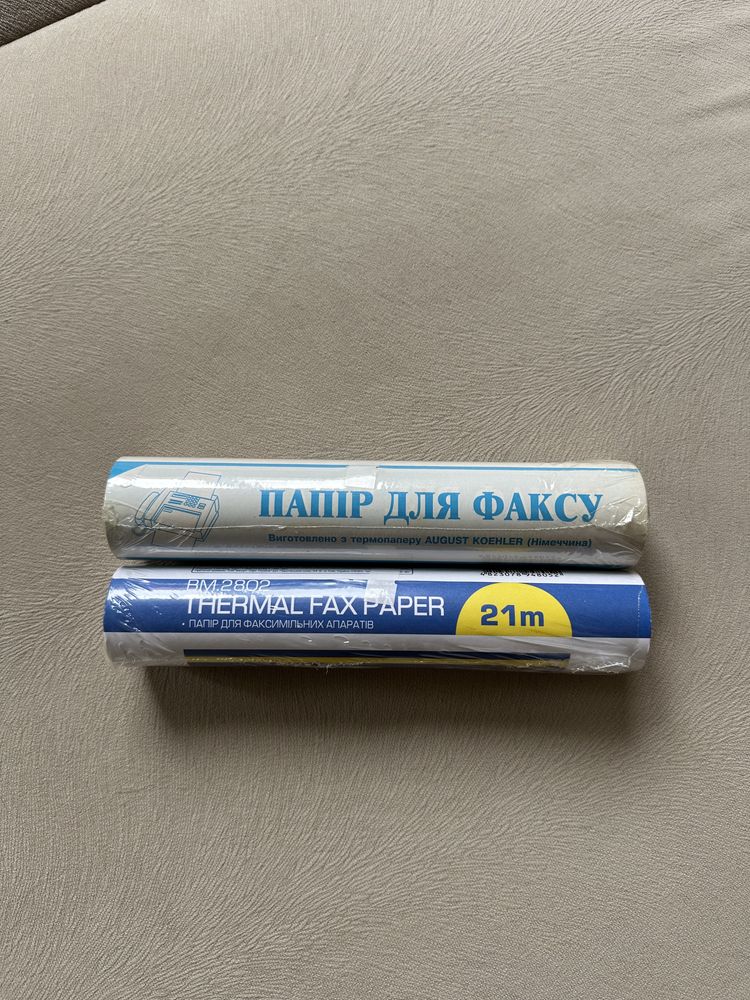 ПАПІР ДЛЯ ФАКСУ
Виготовлено з термопаперу AUGUST KOEHLER (Німеччина)
BM.2802
THERMAL FAX PAPER
21m
• ПАПІР ДЛЯ ФАКСИМІЛЬНИХ АПАРАТІВ